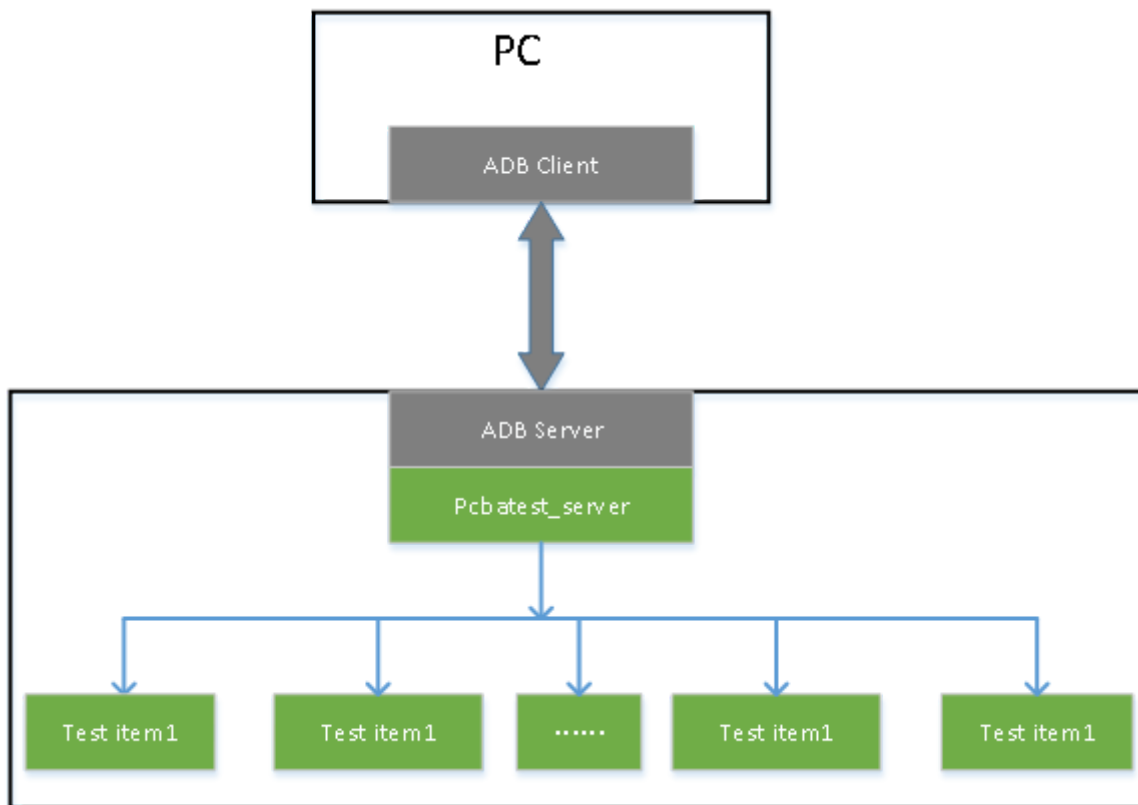 PC
ADB Client
ADB Server
Pcbatest_server
Test item1
Test item1
······
Test item1
Test item1